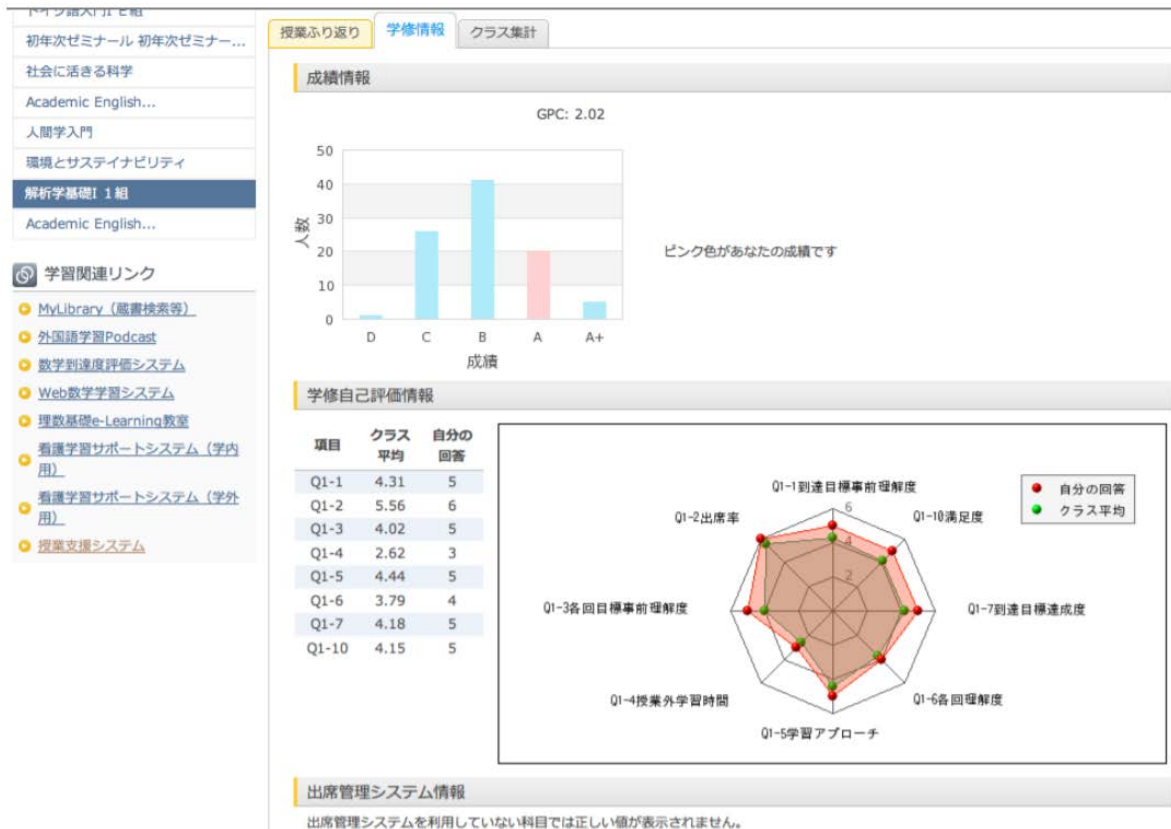 ドイツ語入門I E組
初年次ゼミナール 初年次ゼミナー...
社会に活きる科学
Academic English...
人間学入門
環境とサステイナビリティ
解析学基礎I 1組
Academic English...
学習関連リンク
MyLibrary（蔵書検索等）
外国語学習Podcast
数学到達度評価システム
Web数学学習システム
理数基礎e-Learning教室
看護学習サポートシステム（学内
用）
看護学習サポートシステム（学外
用）
授業支援システム
授業ふり返り 学修情報 クラス集計
成績情報
GPC: 2.02
50
40
30
20
10
0
人数
D C B A A+
成績
ピンク色があなたの成績です
学修自己評価情報
項目 クラス平均 自分の回答
Q1-1 4.31 5
Q1-2 5.56 6
Q1-3 4.02 5
Q1-4 2.62 3
Q1-5 4.44 5
Q1-6 3.79 4
Q1-7 4.18 5
Q1-10 4.15 5
Q1-1到達目標事前理解度
Q1-2出席率
Q1-10満足度
Q1-3各回目標事前理解度
Q1-7到達目標達成度
Q1-4授業外学習時間
Q1-6各回理解度
Q1-5学習アプローチ
6
4
2
自分の回答
クラス平均
出席管理システム情報
出席管理システムを利用していない科目では正しい値が表示されません。